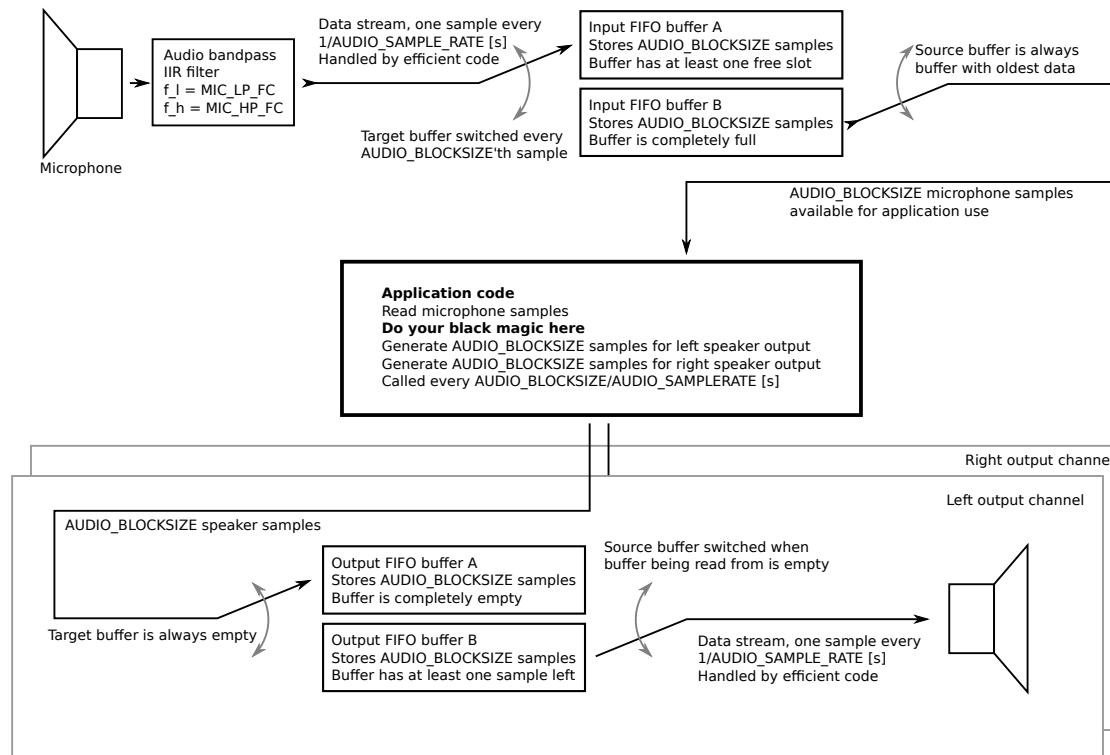 Data stream, one sample every
1/AUDIO_SAMPLE_RATE [s]
Handled by efficient code
Input FIFO buffer A
Stores AUDIO_BLOCKSIZE samples
Buffer has at least one free slot
Source buffer is always
buffer with oldest data
Audio bandpass
IIR filter
f_l = MIC_LP_FC
f_h = MIC_HP_FC
Input FIFO buffer B
Stores AUDIO_BLOCKSIZE samples
Buffer is completely full
Target buffer switched every
AUDIO_BLOCKSIZE'th sample
Microphone
AUDIO_BLOCKSIZE microphone samples
available for application use
Application code
Read microphone samples
Do your black magic here
Generate AUDIO_BLOCKSIZE samples for left speaker output
Generate AUDIO_BLOCKSIZE samples for right speaker output
Called every AUDIO_BLOCKSIZE/AUDIO_SAMPLERATE [s]
Right output channe
Left output channel
AUDIO_BLOCKSIZE speaker samples
Output FIFO buffer A
Stores AUDIO_BLOCKSIZE samples
Buffer is completely empty
Source buffer switched when
buffer being read from is empty
Target buffer is always empty
Output FIFO buffer B
Stores AUDIO_BLOCKSIZE samples
Buffer has at least one sample left
Data stream, one sample every
1/AUDIO_SAMPLE_RATE [s]
Handled by efficient code